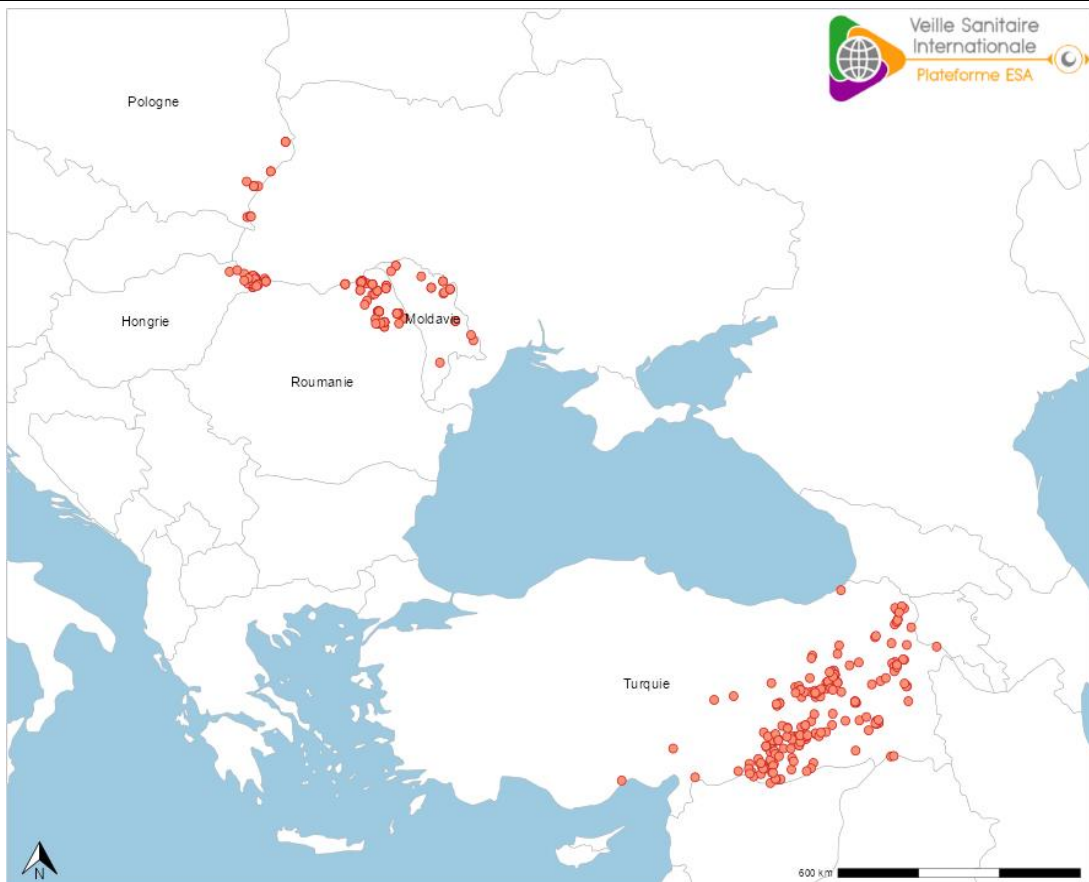 Veille Sanitaire
Internationale
Plateforme ESA
Pologne
Hongrie
Moldavie
Roumanie
Turquie
N
600 km